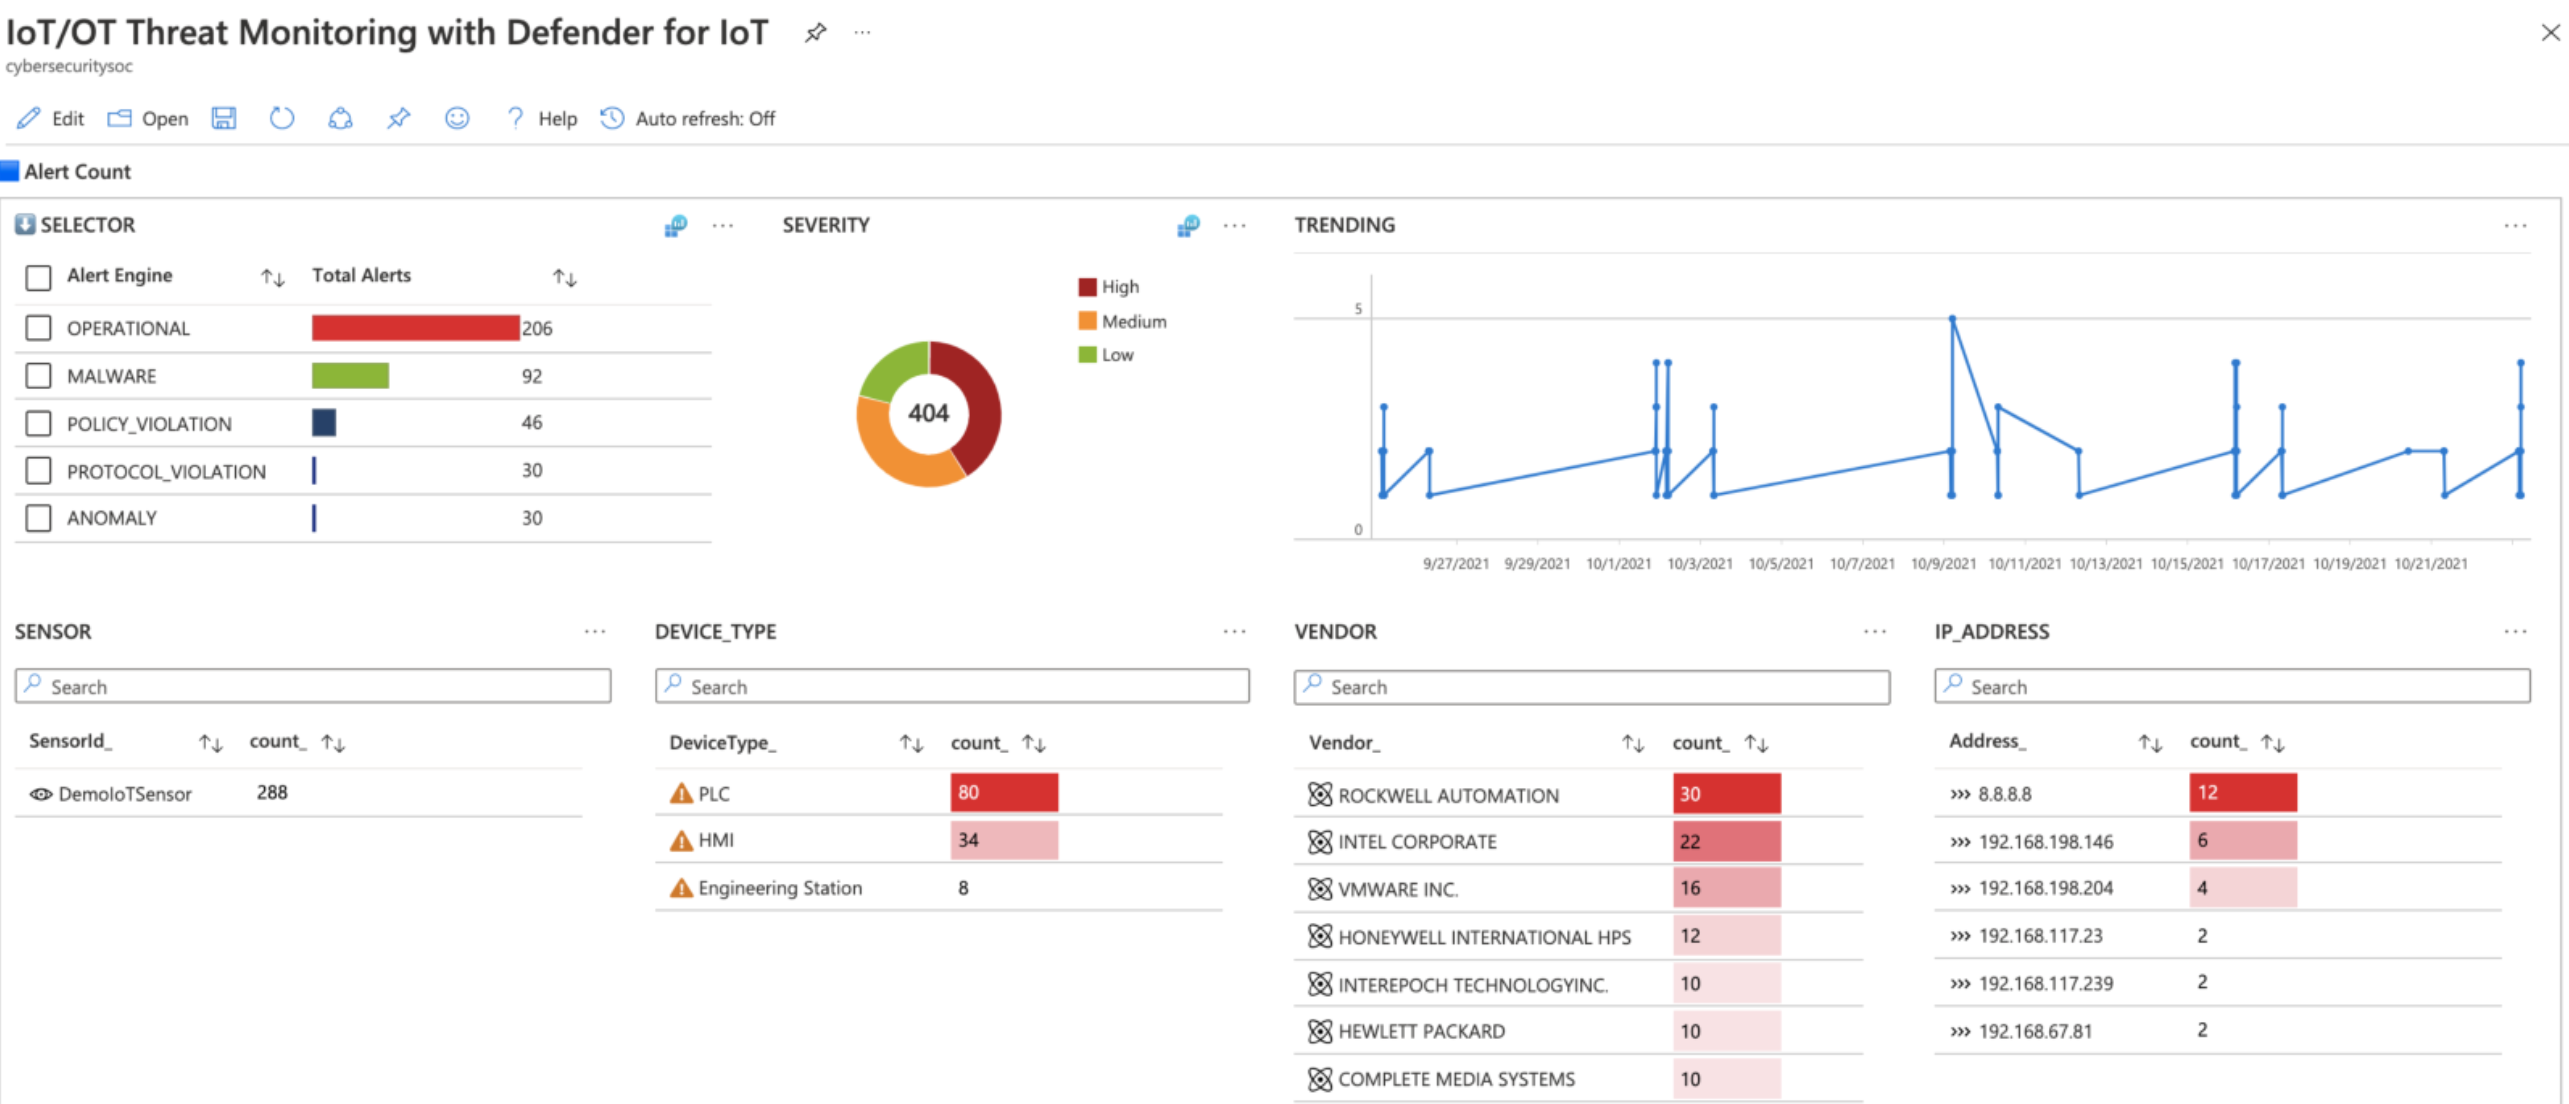 IoT/OT Threat Monitoring with Defender for IoT
cybersecuritysoc
Edit Open Help Auto refresh: Off
Alert Count
SELECTOR
Alert Engine Total Alerts
OPERATIONAL 206
MALWARE 92
POLICY_VIOLATION 46
PROTOCOL_VIOLATION 30
ANOMALY 30
SEVERITY
High
Medium
Low
404
TRENDING
5
0
9/27/2021 9/29/2021 10/1/2021 10/3/2021 10/5/2021 10/7/2021 10/9/2021 10/11/2021 10/13/2021 10/15/2021 10/17/2021 10/19/2021 10/21/2021
SENSOR
Search
SensorId_ count_
DemoIoTSensor 288
DEVICE_TYPE
Search
DeviceType_ count_
PLC 80
HMI 34
Engineering Station 8
VENDOR
Search
Vendor_ count_
ROCKWELL AUTOMATION 30
INTEL CORPORATE 22
VMWARE INC. 16
HONEYWELL INTERNATIONAL HPS 12
INTEREPOCH TECHNOLOGYINC. 10
HEWLETT PACKARD 10
COMPLETE MEDIA SYSTEMS 10
IP_ADDRESS
Search
Address_ count_
8.8.8.8 12
192.168.198.146 6
192.168.198.204 4
192.168.117.23 2
192.168.117.239 2
192.168.67.81 2